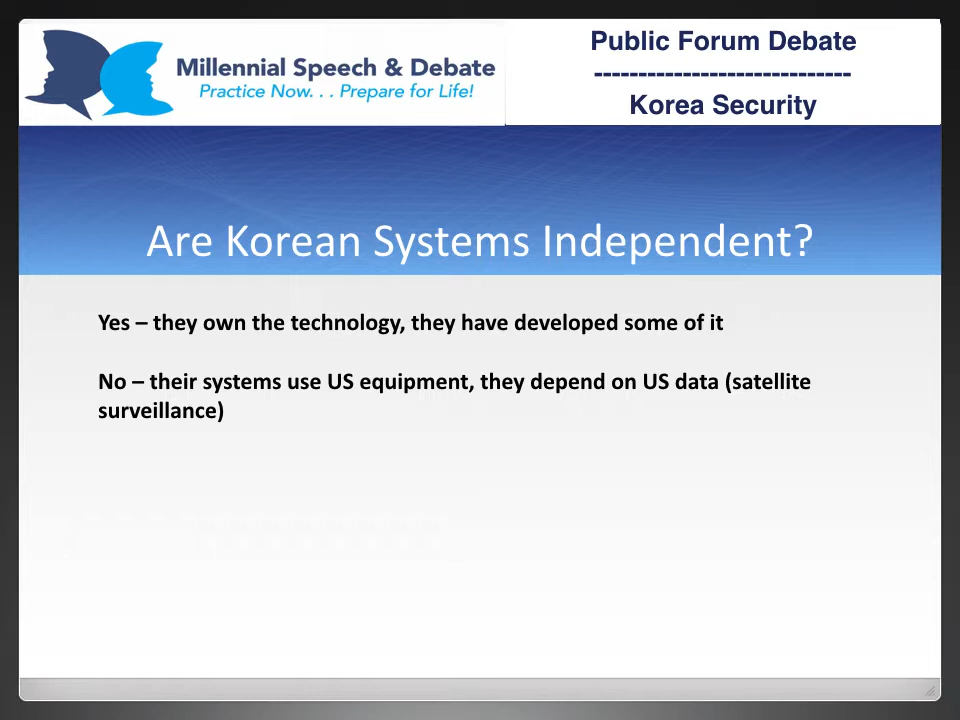 Millennial Speech & Debate
Practice Now. . . Prepare for Life!
Public Forum Debate
-----------------------------
Korea Security
Are Korean Systems Independent?
Yes – they own the technology, they have developed some of it
No – their systems use US equipment, they depend on US data (satellite
surveillance)